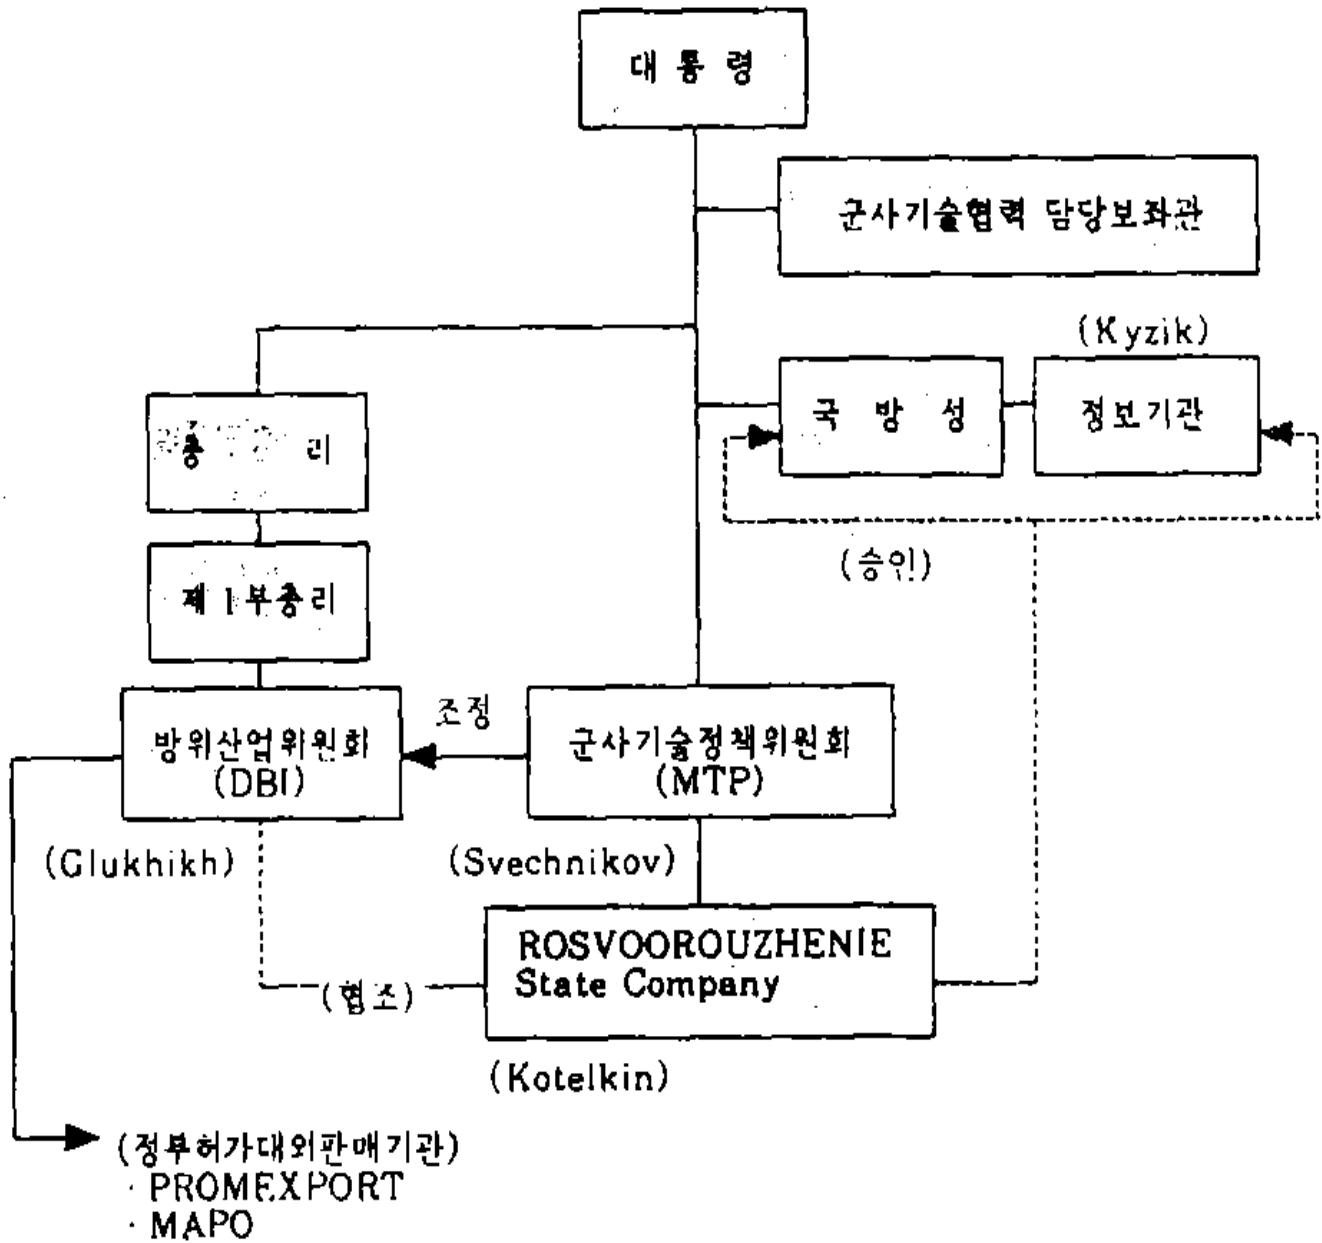 대 통 령
군사기술협력 담당보좌관
(Kyzik)
국 방 성
정보기관
총 리
(승인)
제1부총리
조정
방위산업위원회
(DBI)
군사기술정책위원회
(MTP)
(Glukhikh)
(Svechnikov)
ROSVOOROUZHENIE
State Company
(협조)
(Kotelkin)
(정부허가대외판매기관)
· PROMEXPORT
· MAPO